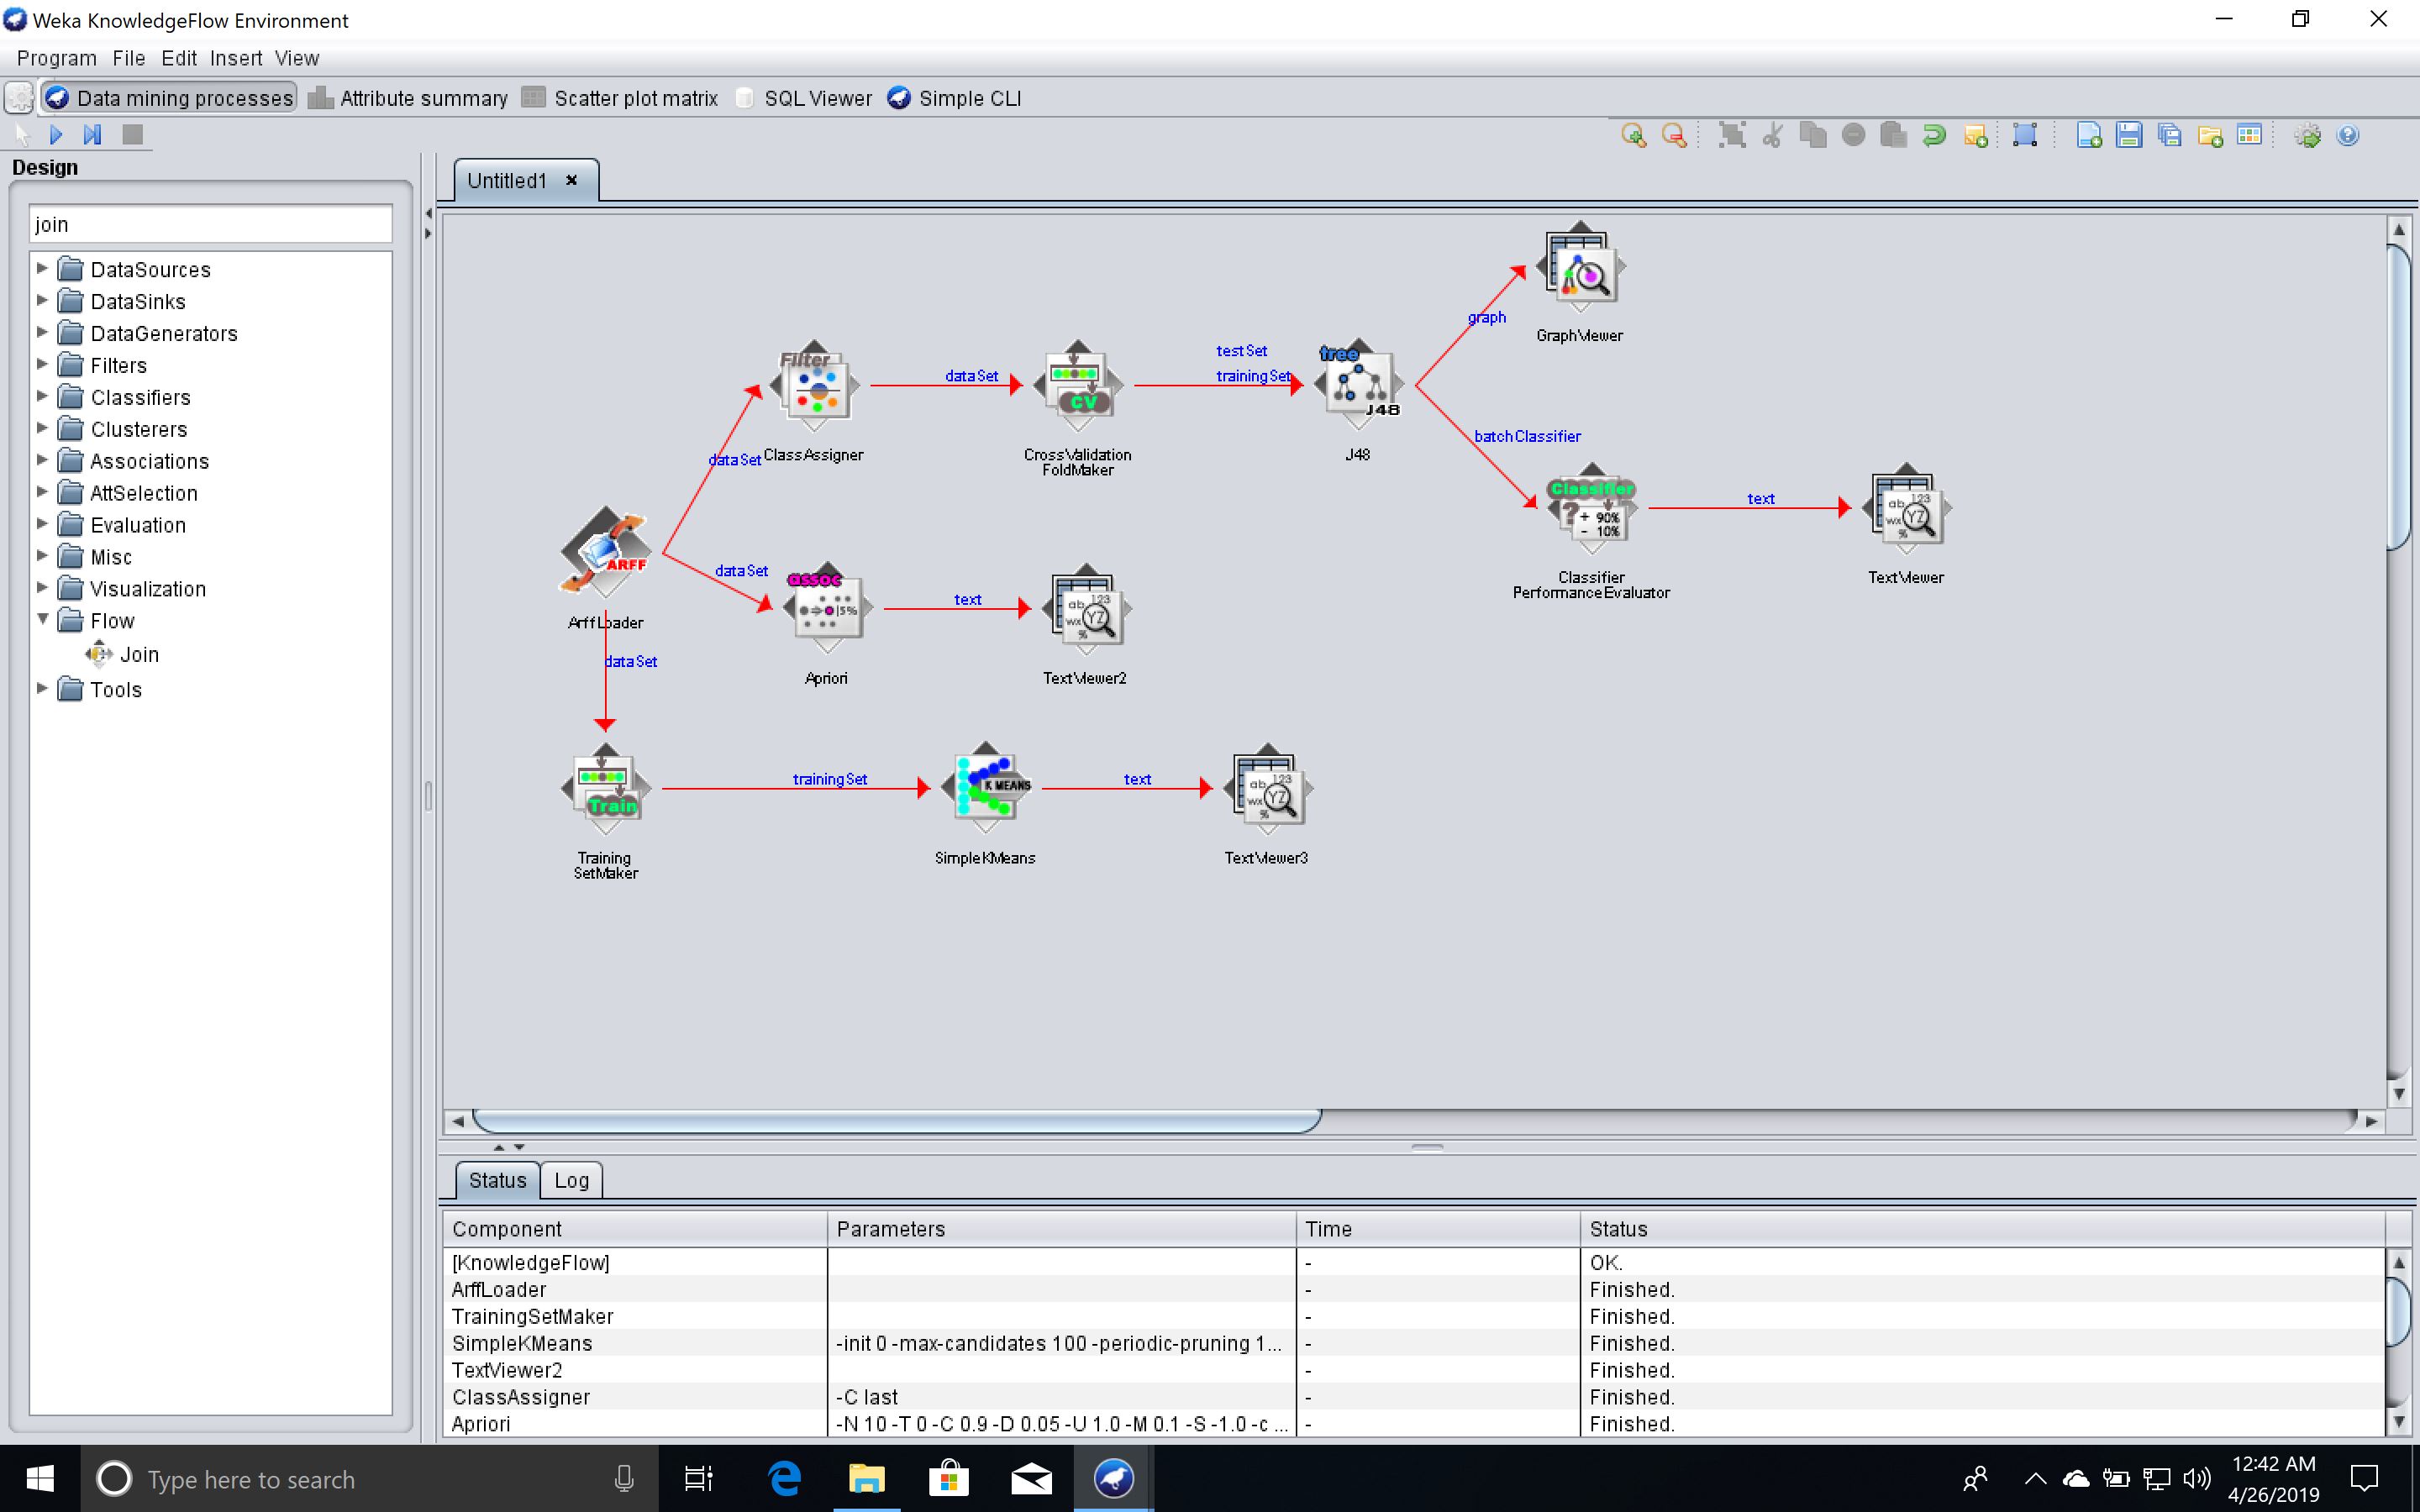 Weka KnowledgeFlow Environment
Program File Edit Insert View
Data mining processes Attribute summary Scatter plot matrix SQL Viewer Simple CLI
Design
join
DataSources
DataSinks
DataGenerators
Filters
Classifiers
Clusterers
Associations
AttSelection
Evaluation
Misc
Visualization
Flow
Join
Tools
Untitled1
GraphViewer
graph
Filter
ClassAssigner
dataSet
CV
CrossValidation
FoldMaker
testSet
trainingSet
tree
J48
J48
batchClassifier
Classifier
+ 90%
- 10%
Classifier
PerformanceEvaluator
text
TextViewer
dataSet
ARFF
ArffLoader
dataSet
assoc
Apriori
text
TextViewer2
dataSet
Train
Training
SetMaker
trainingSet
K MEANS
SimpleKMeans
text
TextViewer3
Status Log
Component Parameters Time Status
[KnowledgeFlow] - OK.
ArffLoader - Finished.
TrainingSetMaker - Finished.
SimpleKMeans -init 0 -max-candidates 100 -periodic-pruning 1... - Finished.
TextViewer2 - Finished.
ClassAssigner -C last - Finished.
Apriori -N 10 -T 0 -C 0.9 -D 0.05 -U 1.0 -M 0.1 -S -1.0 -c ... - Finished.
Type here to search
12:42 AM
4/26/2019